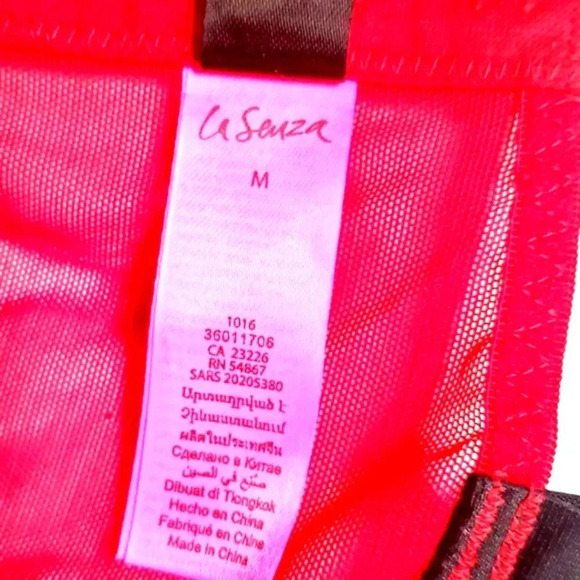 La Senza
M
1016
36011706
CA 23226
RN 54867
SARS 20205380
Արտադրված է
Չինաստանում
ผลิตในประเทศจีน
Сделано в Китае
صنع في الصين
Dibuat di Tiongkok
Hecho en China
Fabriqué en Chine
Made in China